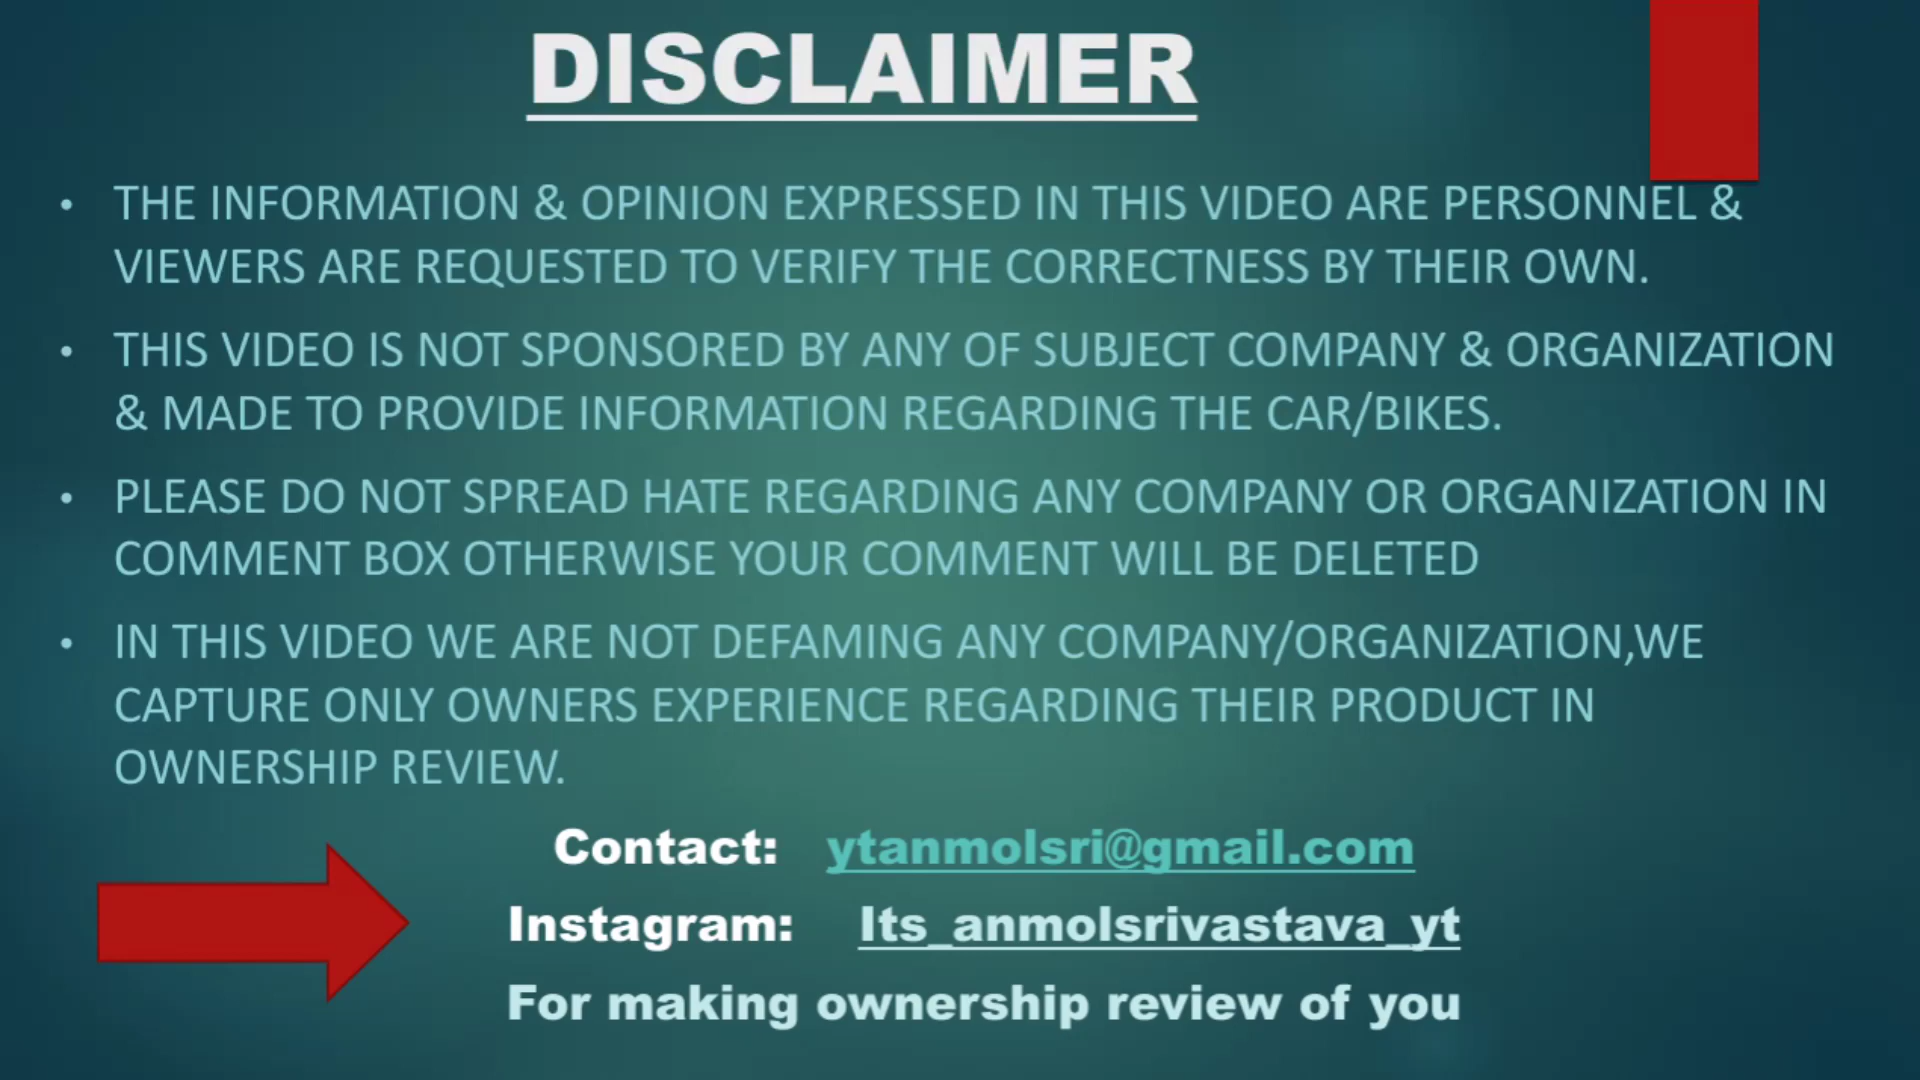 DISCLAIMER
• THE INFORMATION & OPINION EXPRESSED IN THIS VIDEO ARE PERSONNEL &
VIEWERS ARE REQUESTED TO VERIFY THE CORRECTNESS BY THEIR OWN.
• THIS VIDEO IS NOT SPONSORED BY ANY OF SUBJECT COMPANY & ORGANIZATION
& MADE TO PROVIDE INFORMATION REGARDING THE CAR/BIKES.
• PLEASE DO NOT SPREAD HATE REGARDING ANY COMPANY OR ORGANIZATION IN
COMMENT BOX OTHERWISE YOUR COMMENT WILL BE DELETED
• IN THIS VIDEO WE ARE NOT DEFAMING ANY COMPANY/ORGANIZATION,WE
CAPTURE ONLY OWNERS EXPERIENCE REGARDING THEIR PRODUCT IN
OWNERSHIP REVIEW.
Contact: ytanmolsri@gmail.com
Instagram: Its_anmolsrivastava_yt
For making ownership review of you